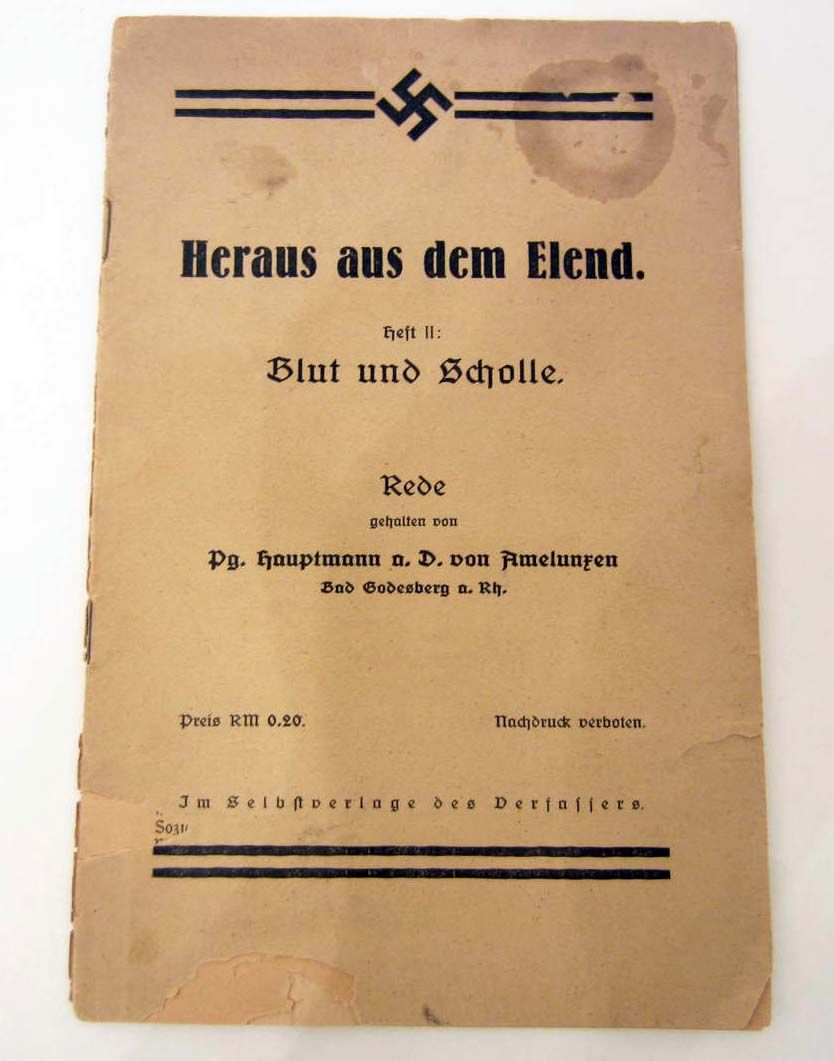 Heraus aus dem Elend.
Heft II:
Blut und Scholle.
Rede
gehalten von
Pg. Hauptmann a. D. von Amelunxen
Bad Godesberg a. Rh.
Preis RM 0.20.
Nachdruck verboten.
Im Selbstverlage des Verfassers.